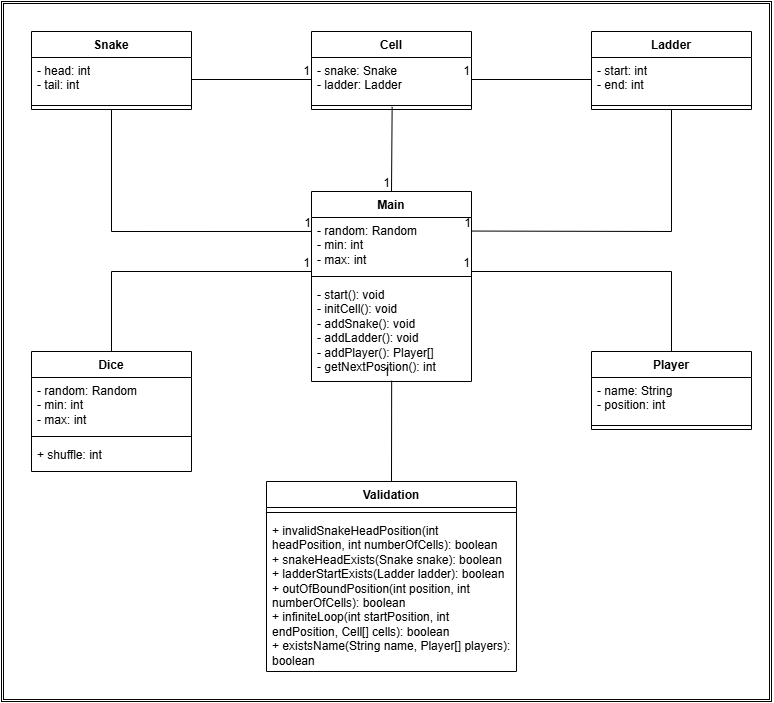 Snake
- head: int
- tail: int
Cell
- snake: Snake
- ladder: Ladder
Ladder
- start: int
- end: int
1
1
1
Main
- random: Random
- min: int
- max: int
- start(): void
- initCell(): void
- addSnake(): void
- addLadder(): void
- addPlayer(): Player[]
- getNextPosition(): int
1
1
1
1
1
Dice
- random: Random
- min: int
- max: int
+ shuffle: int
Player
- name: String
- position: int
Validation
+ invalidSnakeHeadPosition(int
headPosition, int numberOfCells): boolean
+ snakeHeadExists(Snake snake): boolean
+ ladderStartExists(Ladder ladder): boolean
+ outOfBoundPosition(int position, int
numberOfCells): boolean
+ infiniteLoop(int startPosition, int
endPosition, Cell[] cells): boolean
+ existsName(String name, Player[] players):
boolean